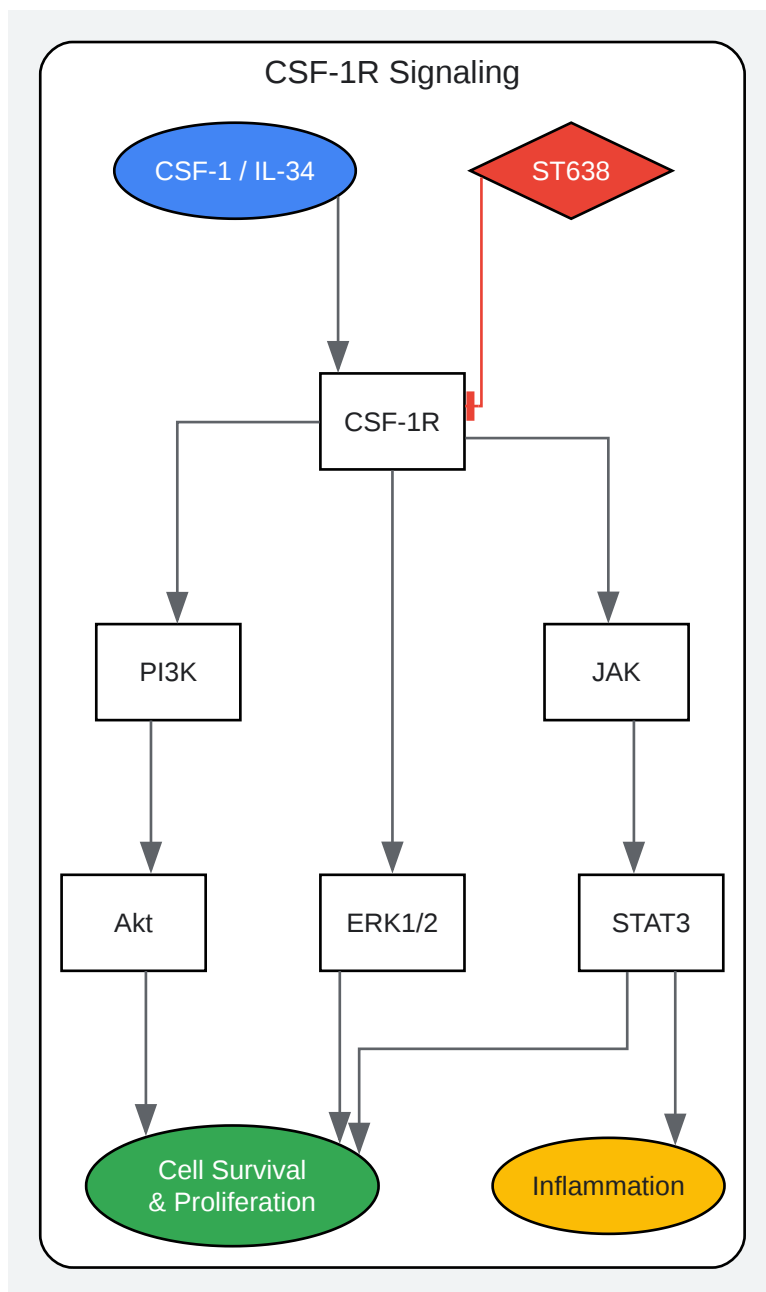 CSF-1R Signaling
CSF-1 / IL-34
ST638
CSF-1R
PI3K
JAK
Akt
ERK1/2
STAT3
Cell Survival
& Proliferation
Inflammation